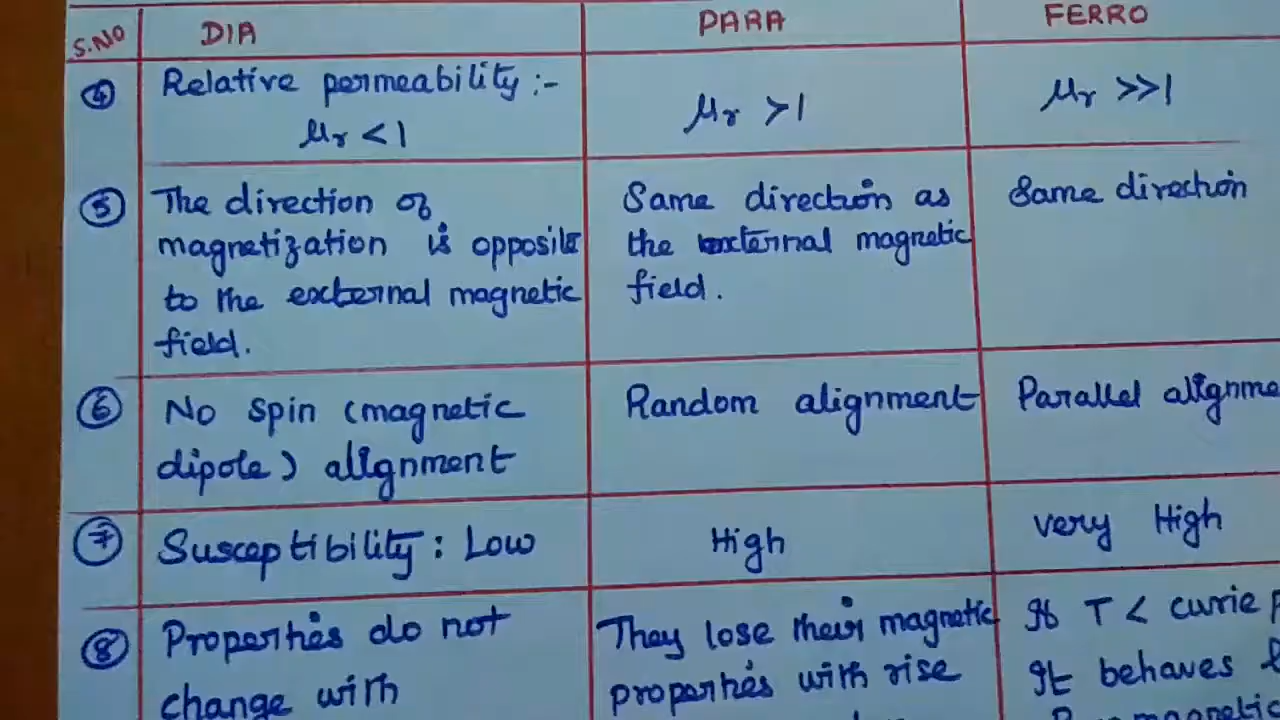 S.NO DIA PARA FERRO
④ Relative permeability :-
μr < 1
μr > 1
μr >> 1
⑤ The direction of
magnetization is opposite
to the external magnetic
field.
Same direction as
the external magnetic
field.
Same direction
⑥ No spin (magnetic
dipole) alignment
Random alignment
Parallel alignme
⑦ Susceptibility : Low
High
very High
⑧ Properties do not
change with
They lose their magnetic
properties with rise
If T < currie
It behaves